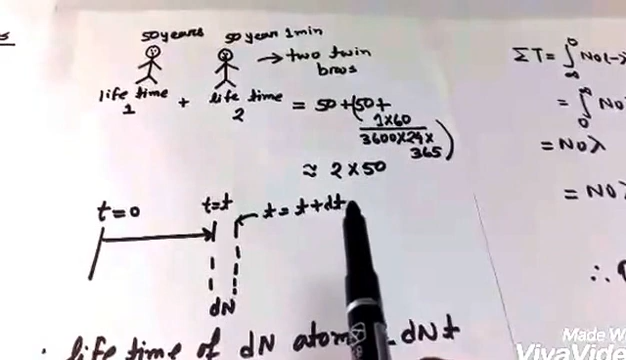 50 years 50 year 1 min
→ two twin
bros
life time 1 + life time 2 = 50 + (50 +
1×60
3600×24×
365)
≈ 2 × 50
t=0 t=t t = t+dt
dN
. life time of dN atom dNt
ΣT = ∫ N0(-λ
= ∫ N0
= N0λ
= N0λ
∴
Made W
VivaVideo